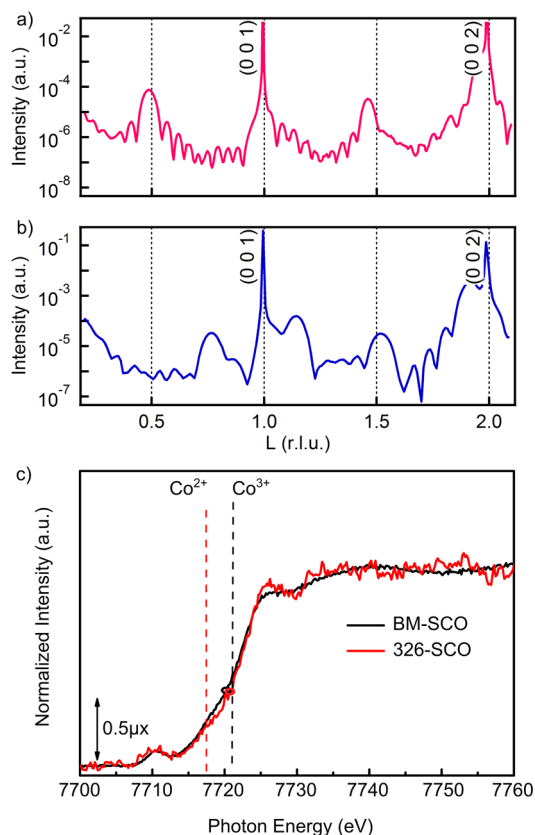 a)
Intensity (a.u.)
10⁻²
10⁻⁴
10⁻⁶
10⁻⁸
(0 0 1)
(0 0 2)
b)
Intensity (a.u.)
10⁻¹
10⁻³
10⁻⁵
10⁻⁷
(0 0 1)
(0 0 2)
0.5 1.0 1.5 2.0
L (r.l.u.)
c)
Co²⁺ Co³⁺
Normalized Intensity (a.u.)
BM-SCO
326-SCO
0.5μx
7700 7710 7720 7730 7740 7750 7760
Photon Energy (eV)